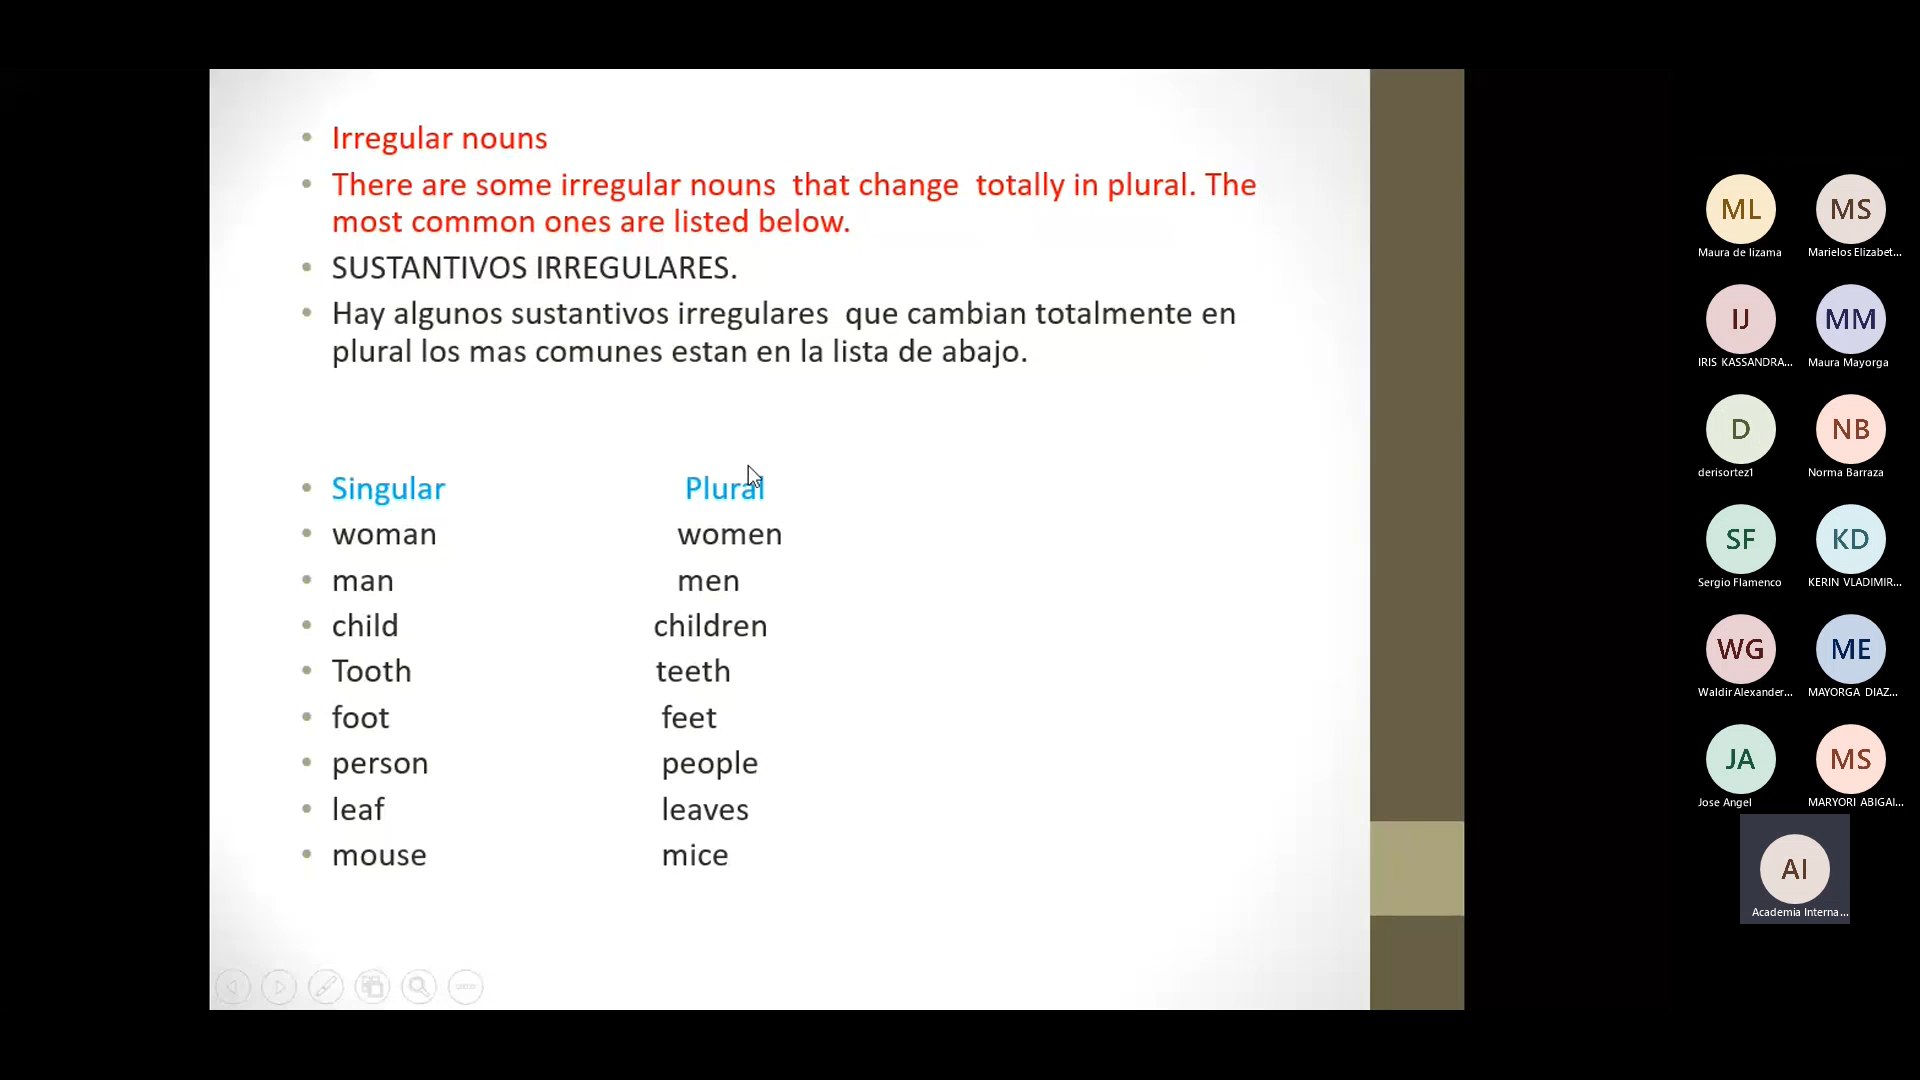 Irregular nouns
There are some irregular nouns that change totally in plural. The
most common ones are listed below.
SUSTANTIVOS IRREGULARES.
Hay algunos sustantivos irregulares que cambian totalmente en
plural los mas comunes estan en la lista de abajo.
Singular Plural
woman women
man men
child children
Tooth teeth
foot feet
person people
leaf leaves
mouse mice
ML MS
Maura de lizama Marielos Elizabet...
IJ MM
IRIS KASSANDRA... Maura Mayorga
D NB
derisortez1 Norma Barraza
SF KD
Sergio Flamenco KERIN VLADIMIR...
WG ME
Waldir Alexander... MAYORGA DIAZ...
JA MS
Jose Angel MARYORI ABIGAI...
AI
Academia Interna...